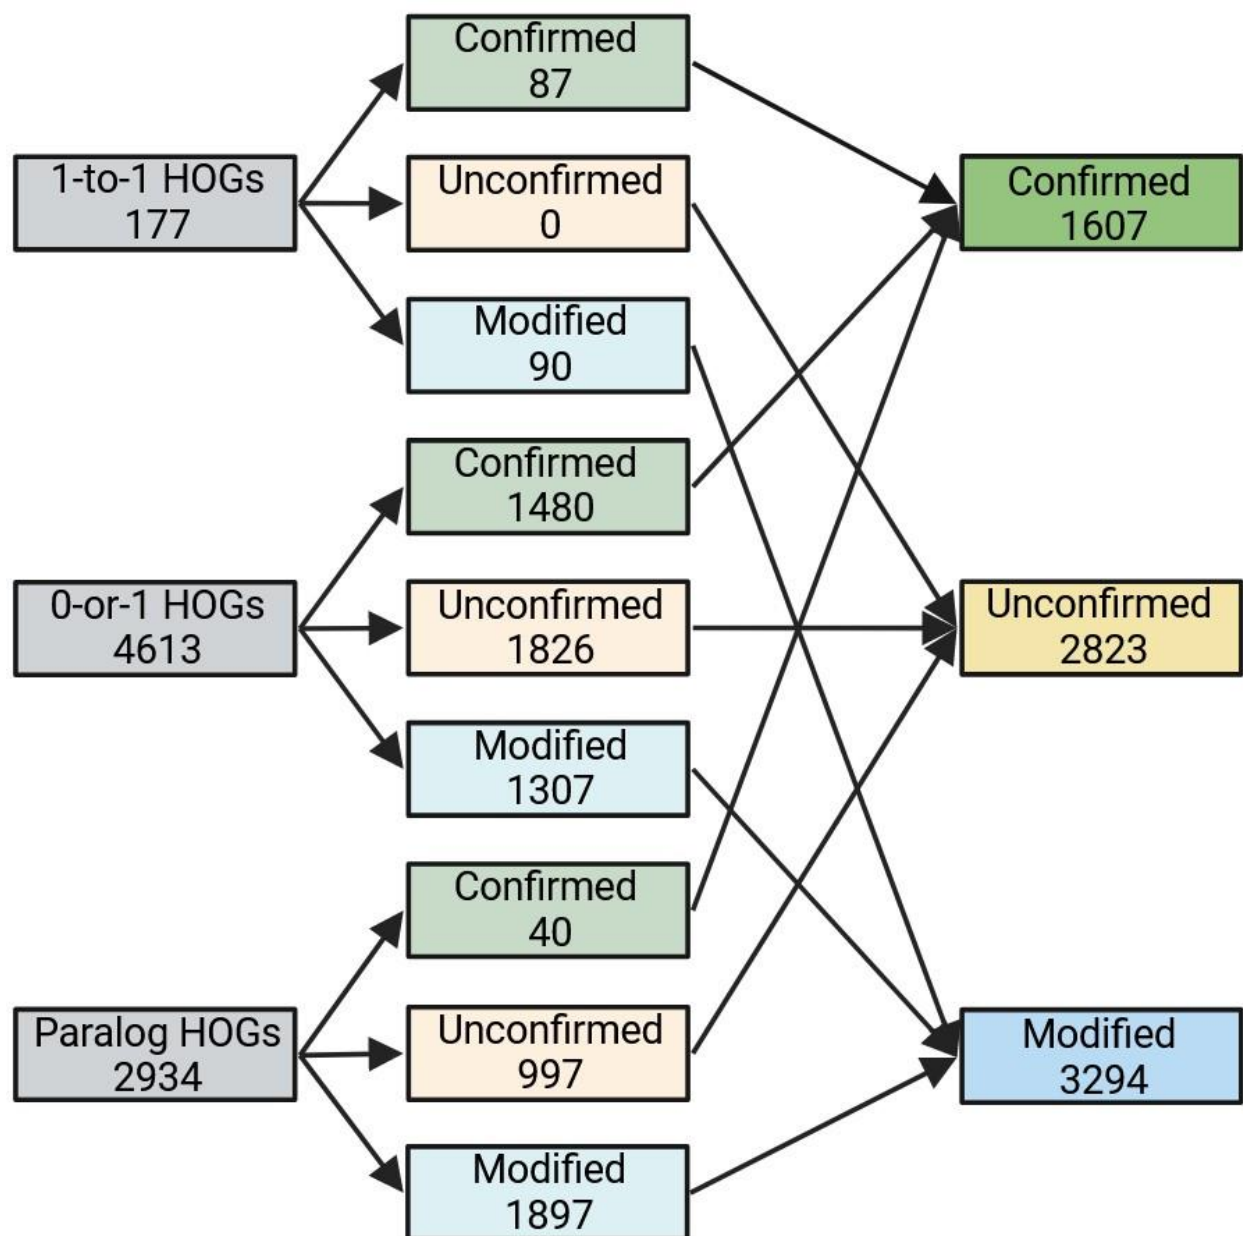 1-to-1 HOGs
177
0-or-1 HOGs
4613
Paralog HOGs
2934
Confirmed
87
Unconfirmed
0
Modified
90
Confirmed
1480
Unconfirmed
1826
Modified
1307
Confirmed
40
Unconfirmed
997
Modified
1897
Confirmed
1607
Unconfirmed
2823
Modified
3294